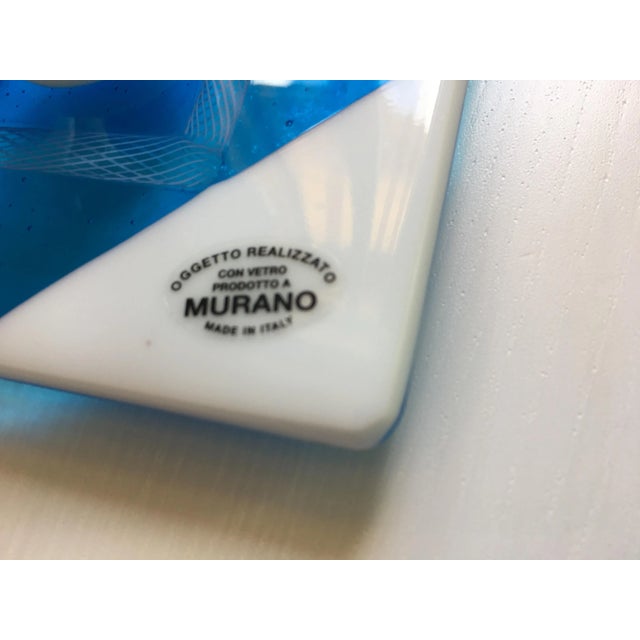 OGGETTO REALIZZATO
CON VETRO
PRODOTTO A
MURANO
MADE IN ITALY